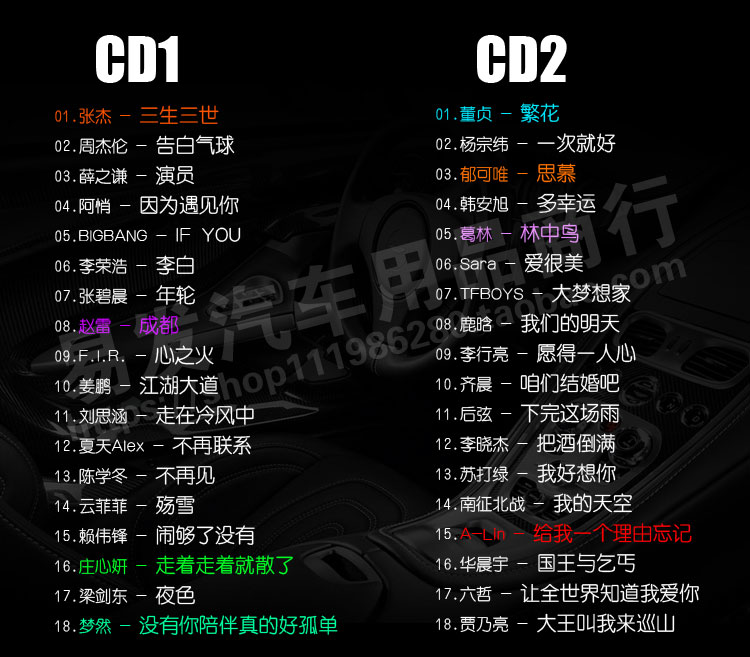 CD1
01.张杰 - 三生三世
02.周杰伦 - 告白气球
03.薛之谦 - 演员
04.阿悄 - 因为遇见你
05.BIGBANG - IF YOU
06.李荣浩 - 李白
07.张碧晨 - 年轮
08.赵雷 - 成都
09.F.I.R. - 心之火
10.姜鹏 - 江湖大道
11.刘思涵 - 走在冷风中
12.夏天Alex - 不再联系
13.陈学冬 - 不再见
14.云菲菲 - 殇雪
15.赖伟锋 - 闹够了没有
16.庄心妍 - 走着走着就散了
17.梁剑东 - 夜色
18.梦然 - 没有你陪伴真的好孤单
CD2
01.董贞 - 繁花
02.杨宗纬 - 一次就好
03.郁可唯 - 思慕
04.韩安旭 - 多幸运
05.葛林 - 林中鸟
06.Sara - 爱很美
07.TFBOYS - 大梦想家
08.鹿晗 - 我们的明天
09.李行亮 - 愿得一人心
10.齐晨 - 咱们结婚吧
11.后弦 - 下完这场雨
12.李晓杰 - 把酒倒满
13.苏打绿 - 我好想你
14.南征北战 - 我的天空
15.A-Lin - 给我一个理由忘记
16.华晨宇 - 国王与乞丐
17.六哲 - 让全世界知道我爱你
18.贾乃亮 - 大王叫我来巡山